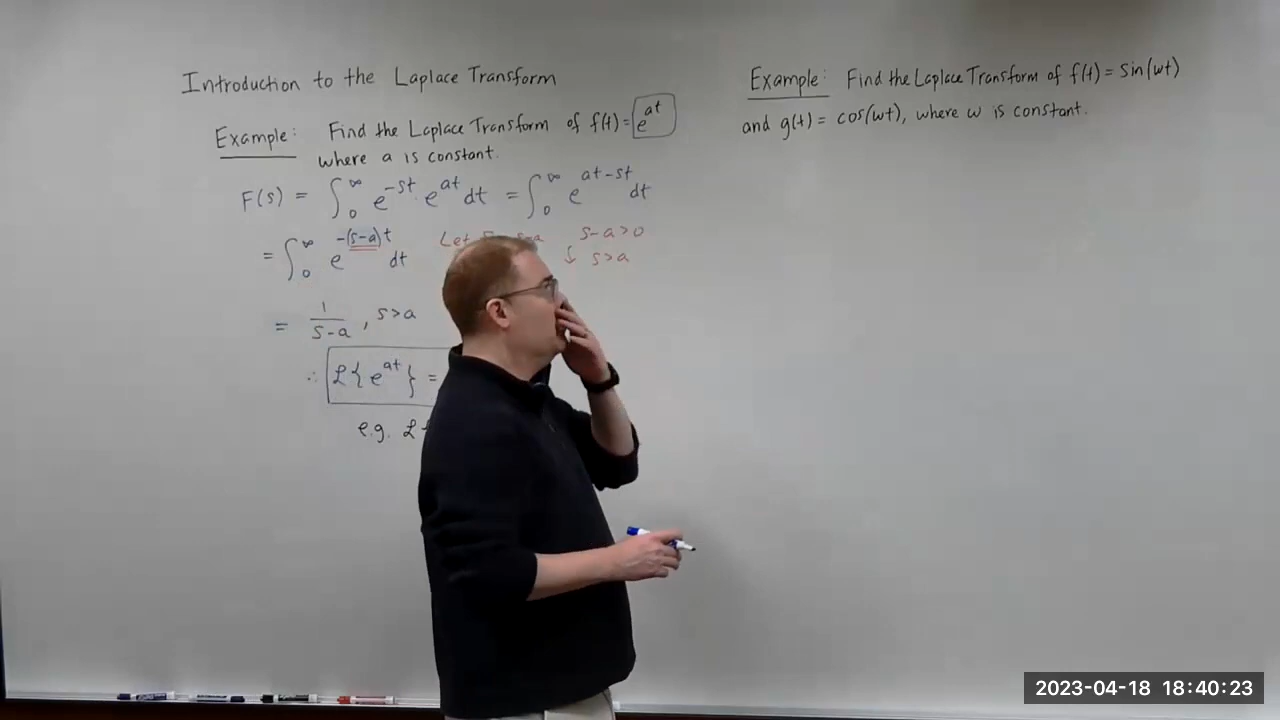 Introduction to the Laplace Transform
Example: Find the Laplace Transform of f(t) = e^{at}
where a is constant.
F(s) = ∫_0^∞ e^{-st} · e^{at} dt = ∫_0^∞ e^{at-st} dt
= ∫_0^∞ e^{-(s-a)t} dt
Let s-a s-a>0
↓ s>a
= 1/(s-a), s>a
∴ ℒ{e^{at}} =
e.g. ℒ
Example: Find the Laplace Transform of f(t) = sin(wt)
and g(t) = cos(wt), where w is constant.
2023-04-18 18:40:23